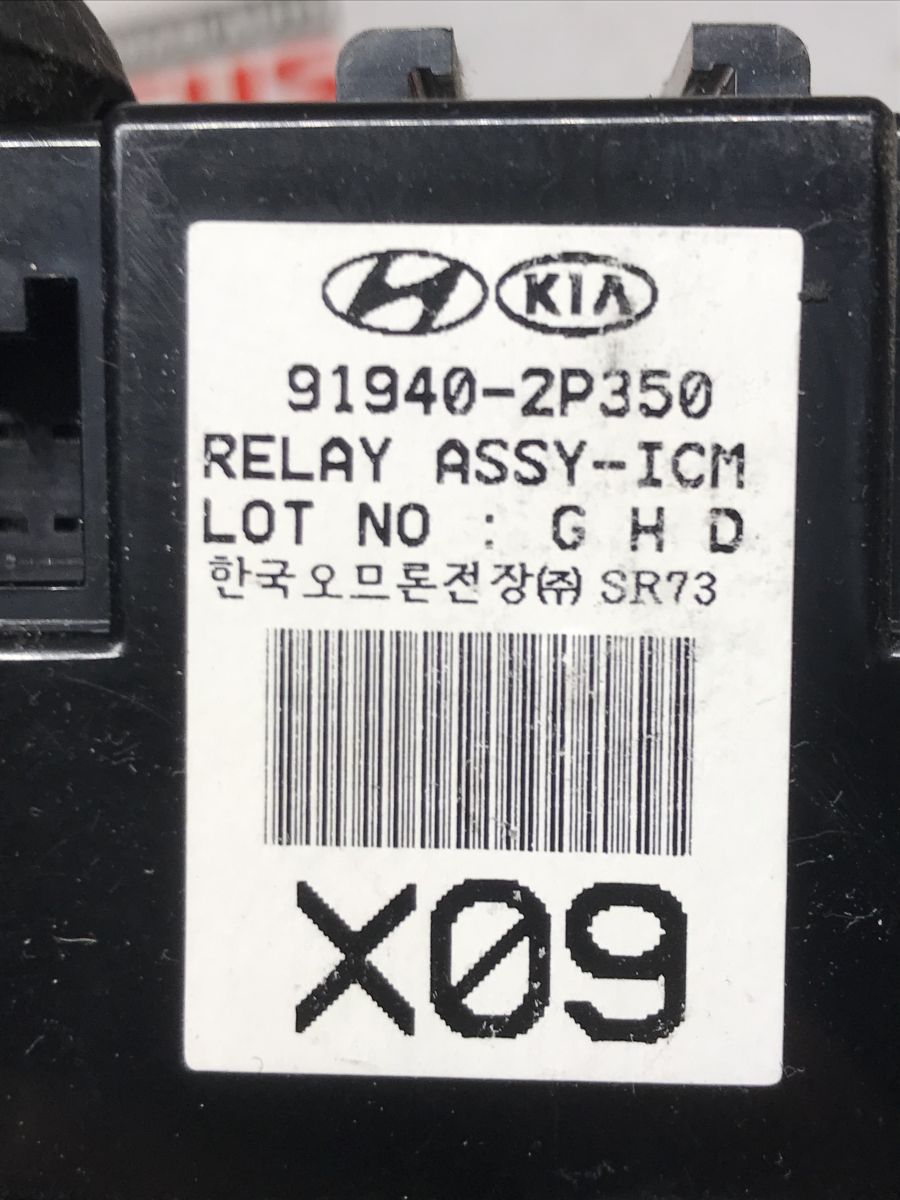 KIA
91940-2P350
RELAY ASSY-ICM
LOT NO : G H D
한국오므론전장㈜ SR73
X09